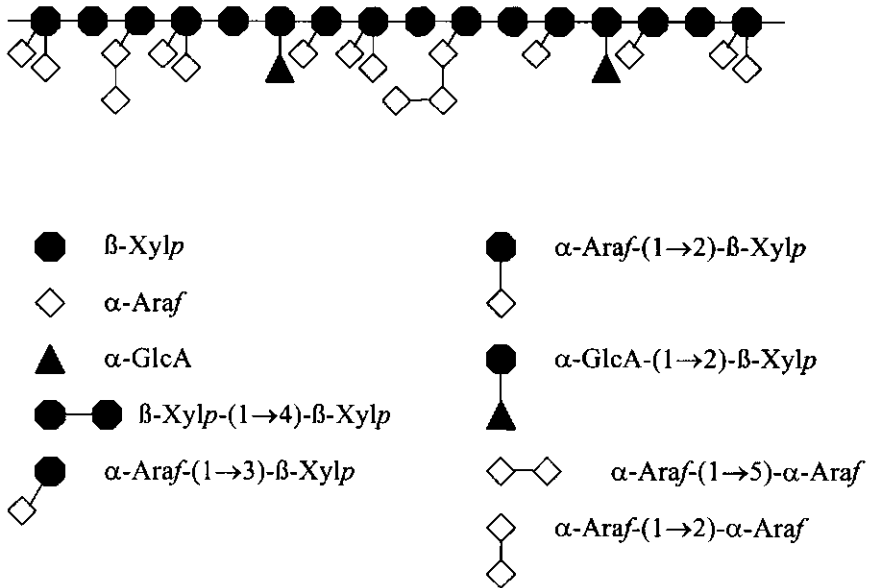 ß-Xylp
α-Araf
α-GlcA
ß-Xylp-(1→4)-ß-Xylp
α-Araf-(1→3)-ß-Xylp
α-Araf-(1→2)-ß-Xylp
α-GlcA-(1→2)-ß-Xylp
α-Araf-(1→5)-α-Araf
α-Araf-(1→2)-α-Araf